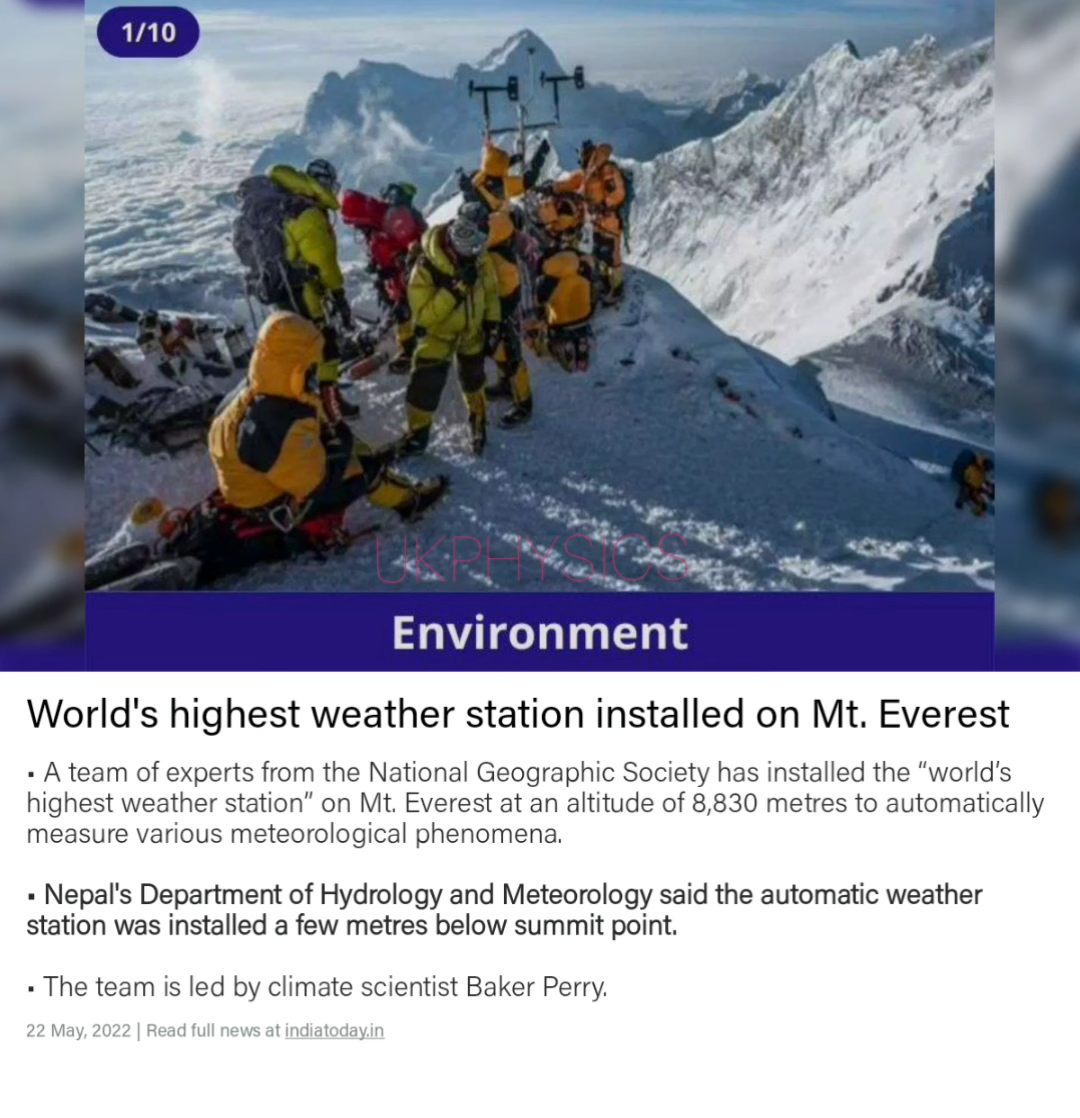 1/10
UKPHYSICS
Environment
World's highest weather station installed on Mt. Everest
▪ A team of experts from the National Geographic Society has installed the “world’s
highest weather station” on Mt. Everest at an altitude of 8,830 metres to automatically
measure various meteorological phenomena.
▪ Nepal's Department of Hydrology and Meteorology said the automatic weather
station was installed a few metres below summit point.
▪ The team is led by climate scientist Baker Perry.
22 May, 2022 | Read full news at indiatoday.in